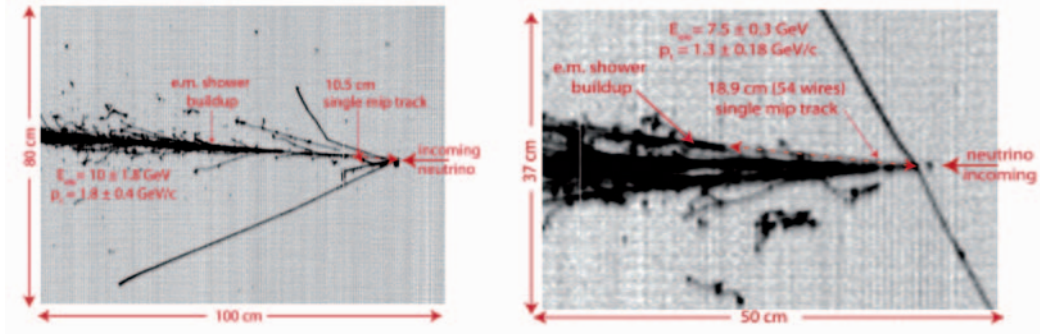 80 cm
e.m. shower
buildup
10.5 cm
single mip track
incoming
neutrino
= 10 ± 1.8 GeV
= 1.8 ± 0.4 GeV/c
100 cm
37 cm
= 7.5 ± 0.3 GeV
= 1.3 ± 0.18 GeV/c
e.m. shower
buildup
18.9 cm (54 wires)
single mip track
neutrino
incoming
50 cm